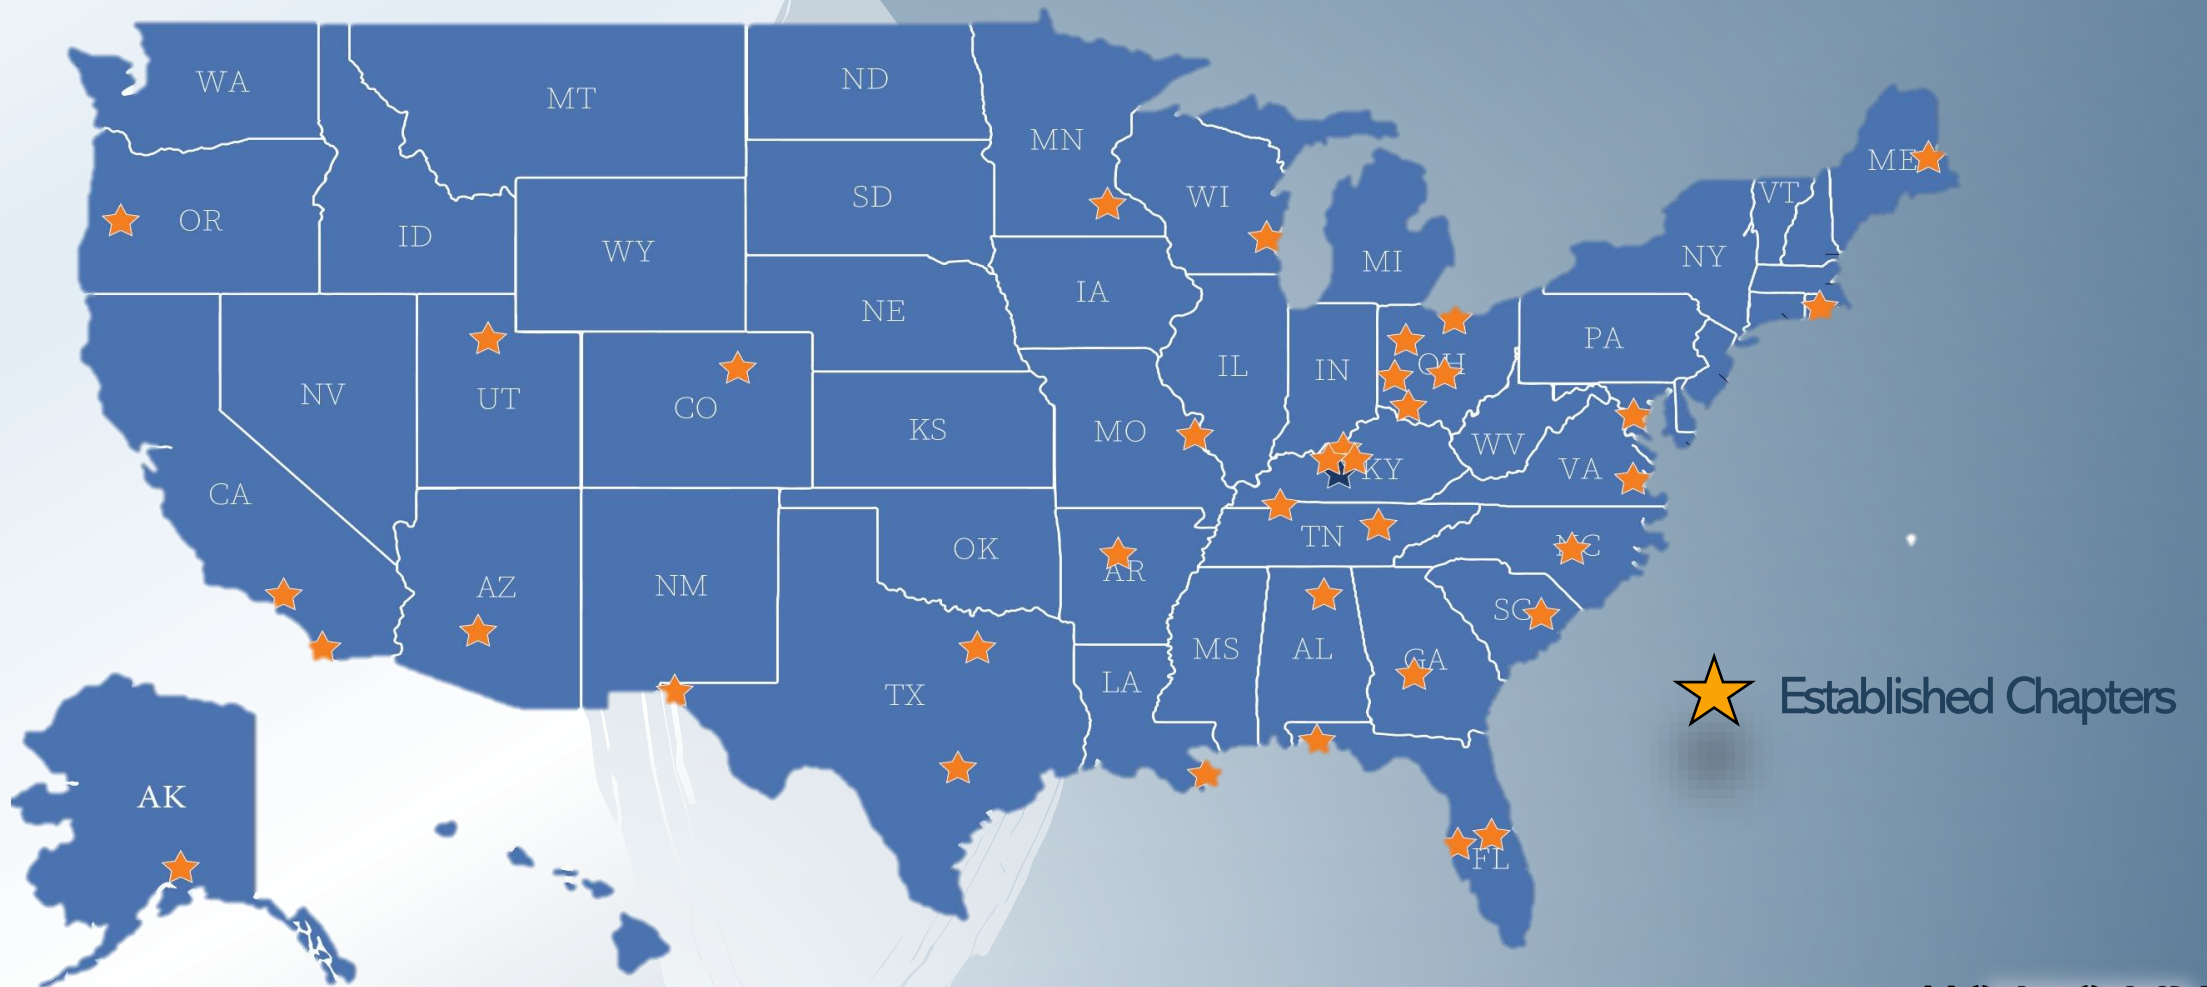 WA
MT
ND
MN
WI
MI
ME
VT
NY
OR
ID
WY
SD
IA
NE
PA
IL
IN
OH
NV
UT
CO
KS
MO
WV
VA
KY
CA
AZ
NM
OK
AR
TN
NC
SC
MS
AL
GA
TX
LA
FL
AK
Established Chapters